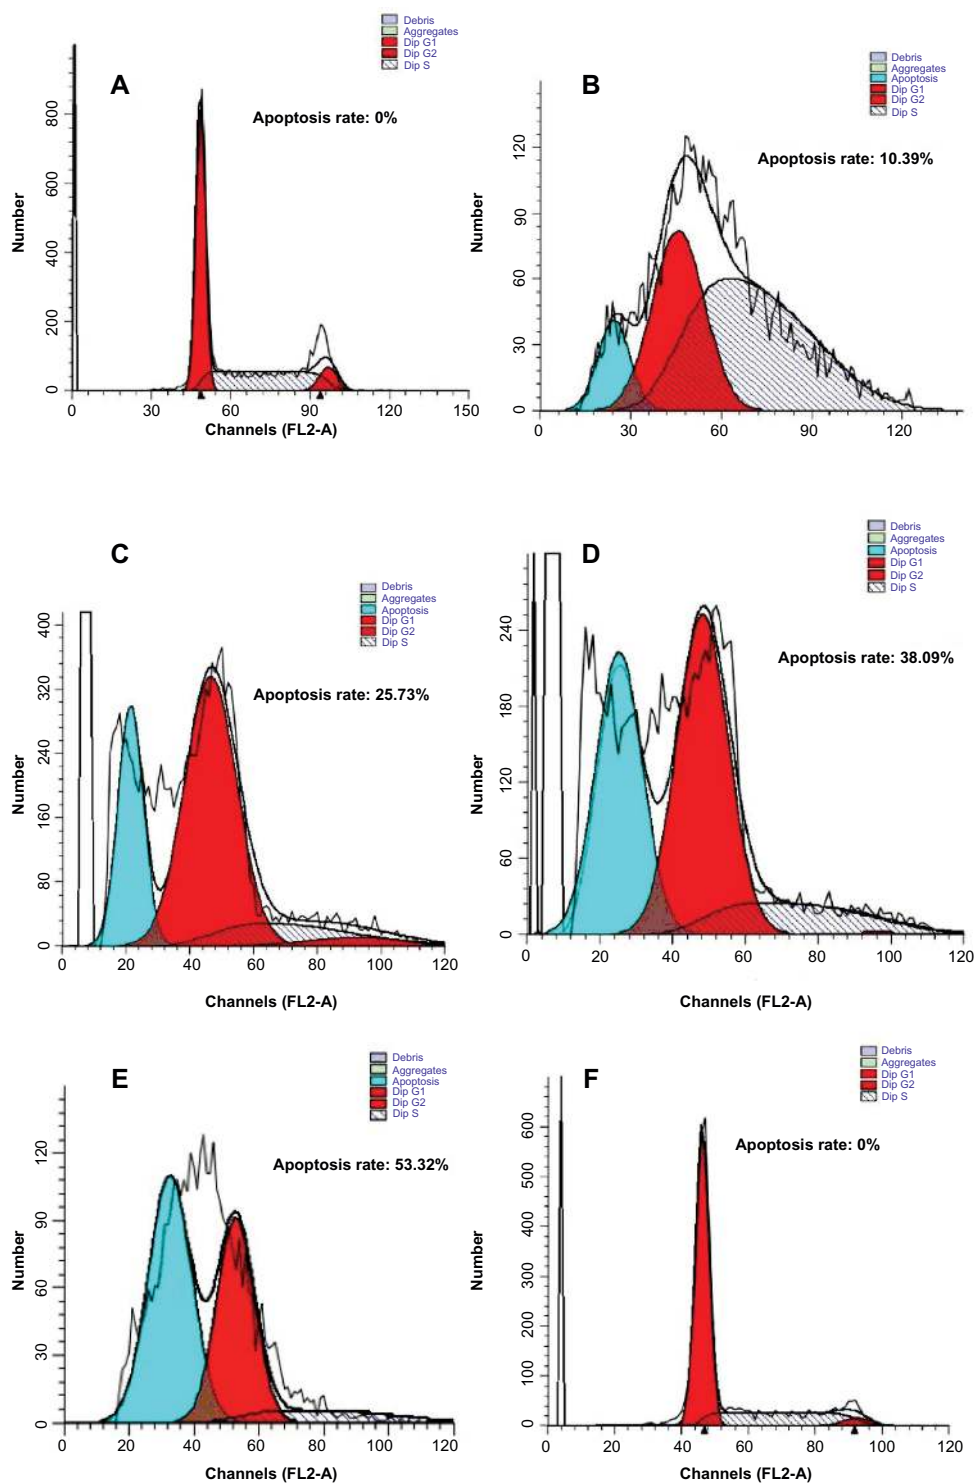 A
Debris
Aggregates
Dip G1
Dip G2
Dip S
Apoptosis rate: 0%
Number
800
600
400
200
0
0 30 60 90 120 150
Channels (FL2-A)
B
Debris
Aggregates
Apoptosis
Dip G1
Dip G2
Dip S
Apoptosis rate: 10.39%
Number
120
90
60
30
0
0 30 60 90 120
C
Debris
Aggregates
Apoptosis
Dip G1
Dip G2
Dip S
Apoptosis rate: 25.73%
Number
400
320
240
160
80
0
0 20 40 60 80 100 120
Channels (FL2-A)
D
Debris
Aggregates
Apoptosis
Dip G1
Dip G2
Dip S
Apoptosis rate: 38.09%
Number
240
180
120
60
0
0 20 40 60 80 100 120
Channels (FL2-A)
E
Debris
Aggregates
Apoptosis
Dip G1
Dip G2
Dip S
Apoptosis rate: 53.32%
Number
120
90
60
30
0
0 20 40 60 80 100 120
F
Debris
Aggregates
Dip G1
Dip G2
Dip S
Apoptosis rate: 0%
Number
600
500
400
300
200
100
0
0 20 40 60 80 100 120